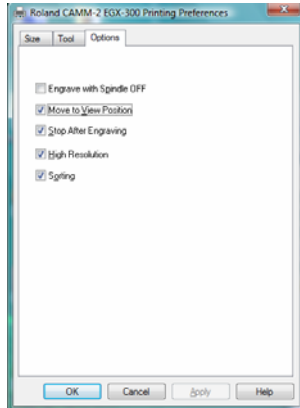 Roland CAMM-2 EGX-300 Printing Preferences
Size Tool Options
Engrave with Spindle OFF
Move to View Position
Stop After Engraving
High Resolution
Sorting
OK Cancel Apply Help